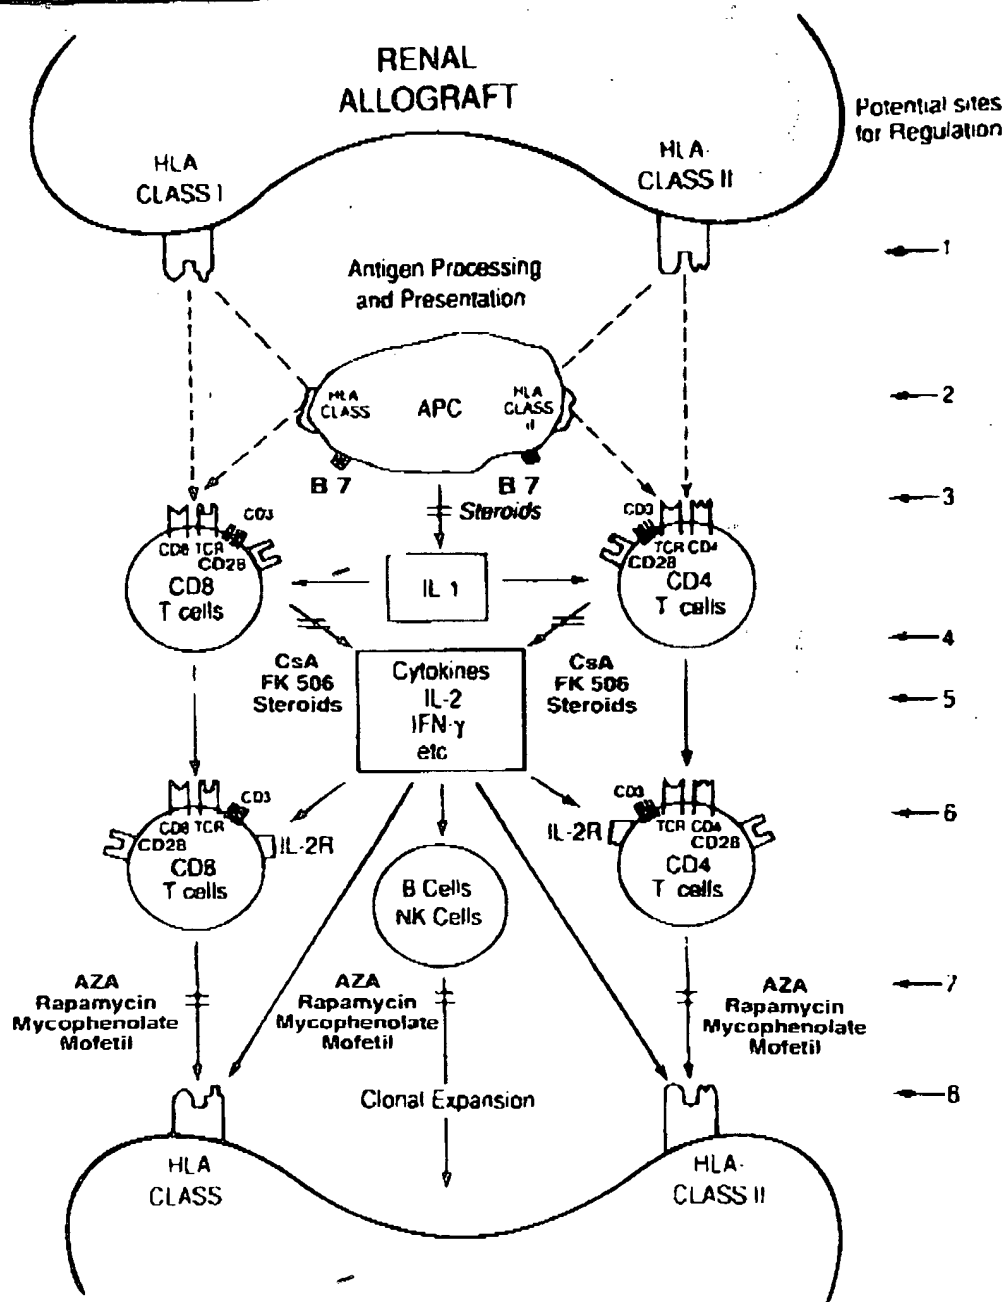 RENAL
ALLOGRAFT
Potential sites
for Regulation
HLA
CLASS I
HLA-
CLASS II
1
Antigen Processing
and Presentation
HLA
CLASS
APC
HLA
CLASS
II
2
B 7
B 7
3
Steroids
CD3
CD8 TCR
CD28
CD8
T cells
IL 1
CD3
TCR CD4
CD28
CD4
T cells
4
CsA
FK 506
Steroids
Cytokines
IL-2
IFN-γ
etc
CsA
FK 506
Steroids
5
CD3
CD8 TCR
CD28
IL-2R
CD8
T cells
B Cells
NK Cells
CD3
IL-2R
TCR CD4
CD28
CD4
T cells
6
AZA
Rapamycin
Mycophenolate
Mofetil
AZA
Rapamycin
Mycophenolate
Mofetil
AZA
Rapamycin
Mycophenolate
Mofetil
7
Clonal Expansion
8
HLA
CLASS
HLA-
CLASS II